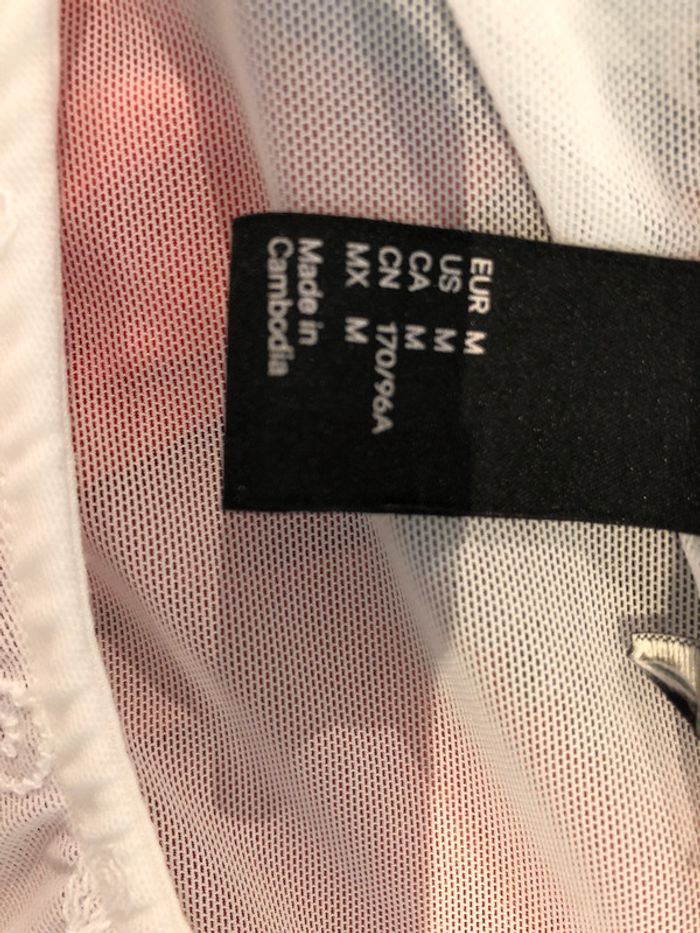 EUR M
US M
CA M
CN 170/96A
MX M
Made in
Cambodia